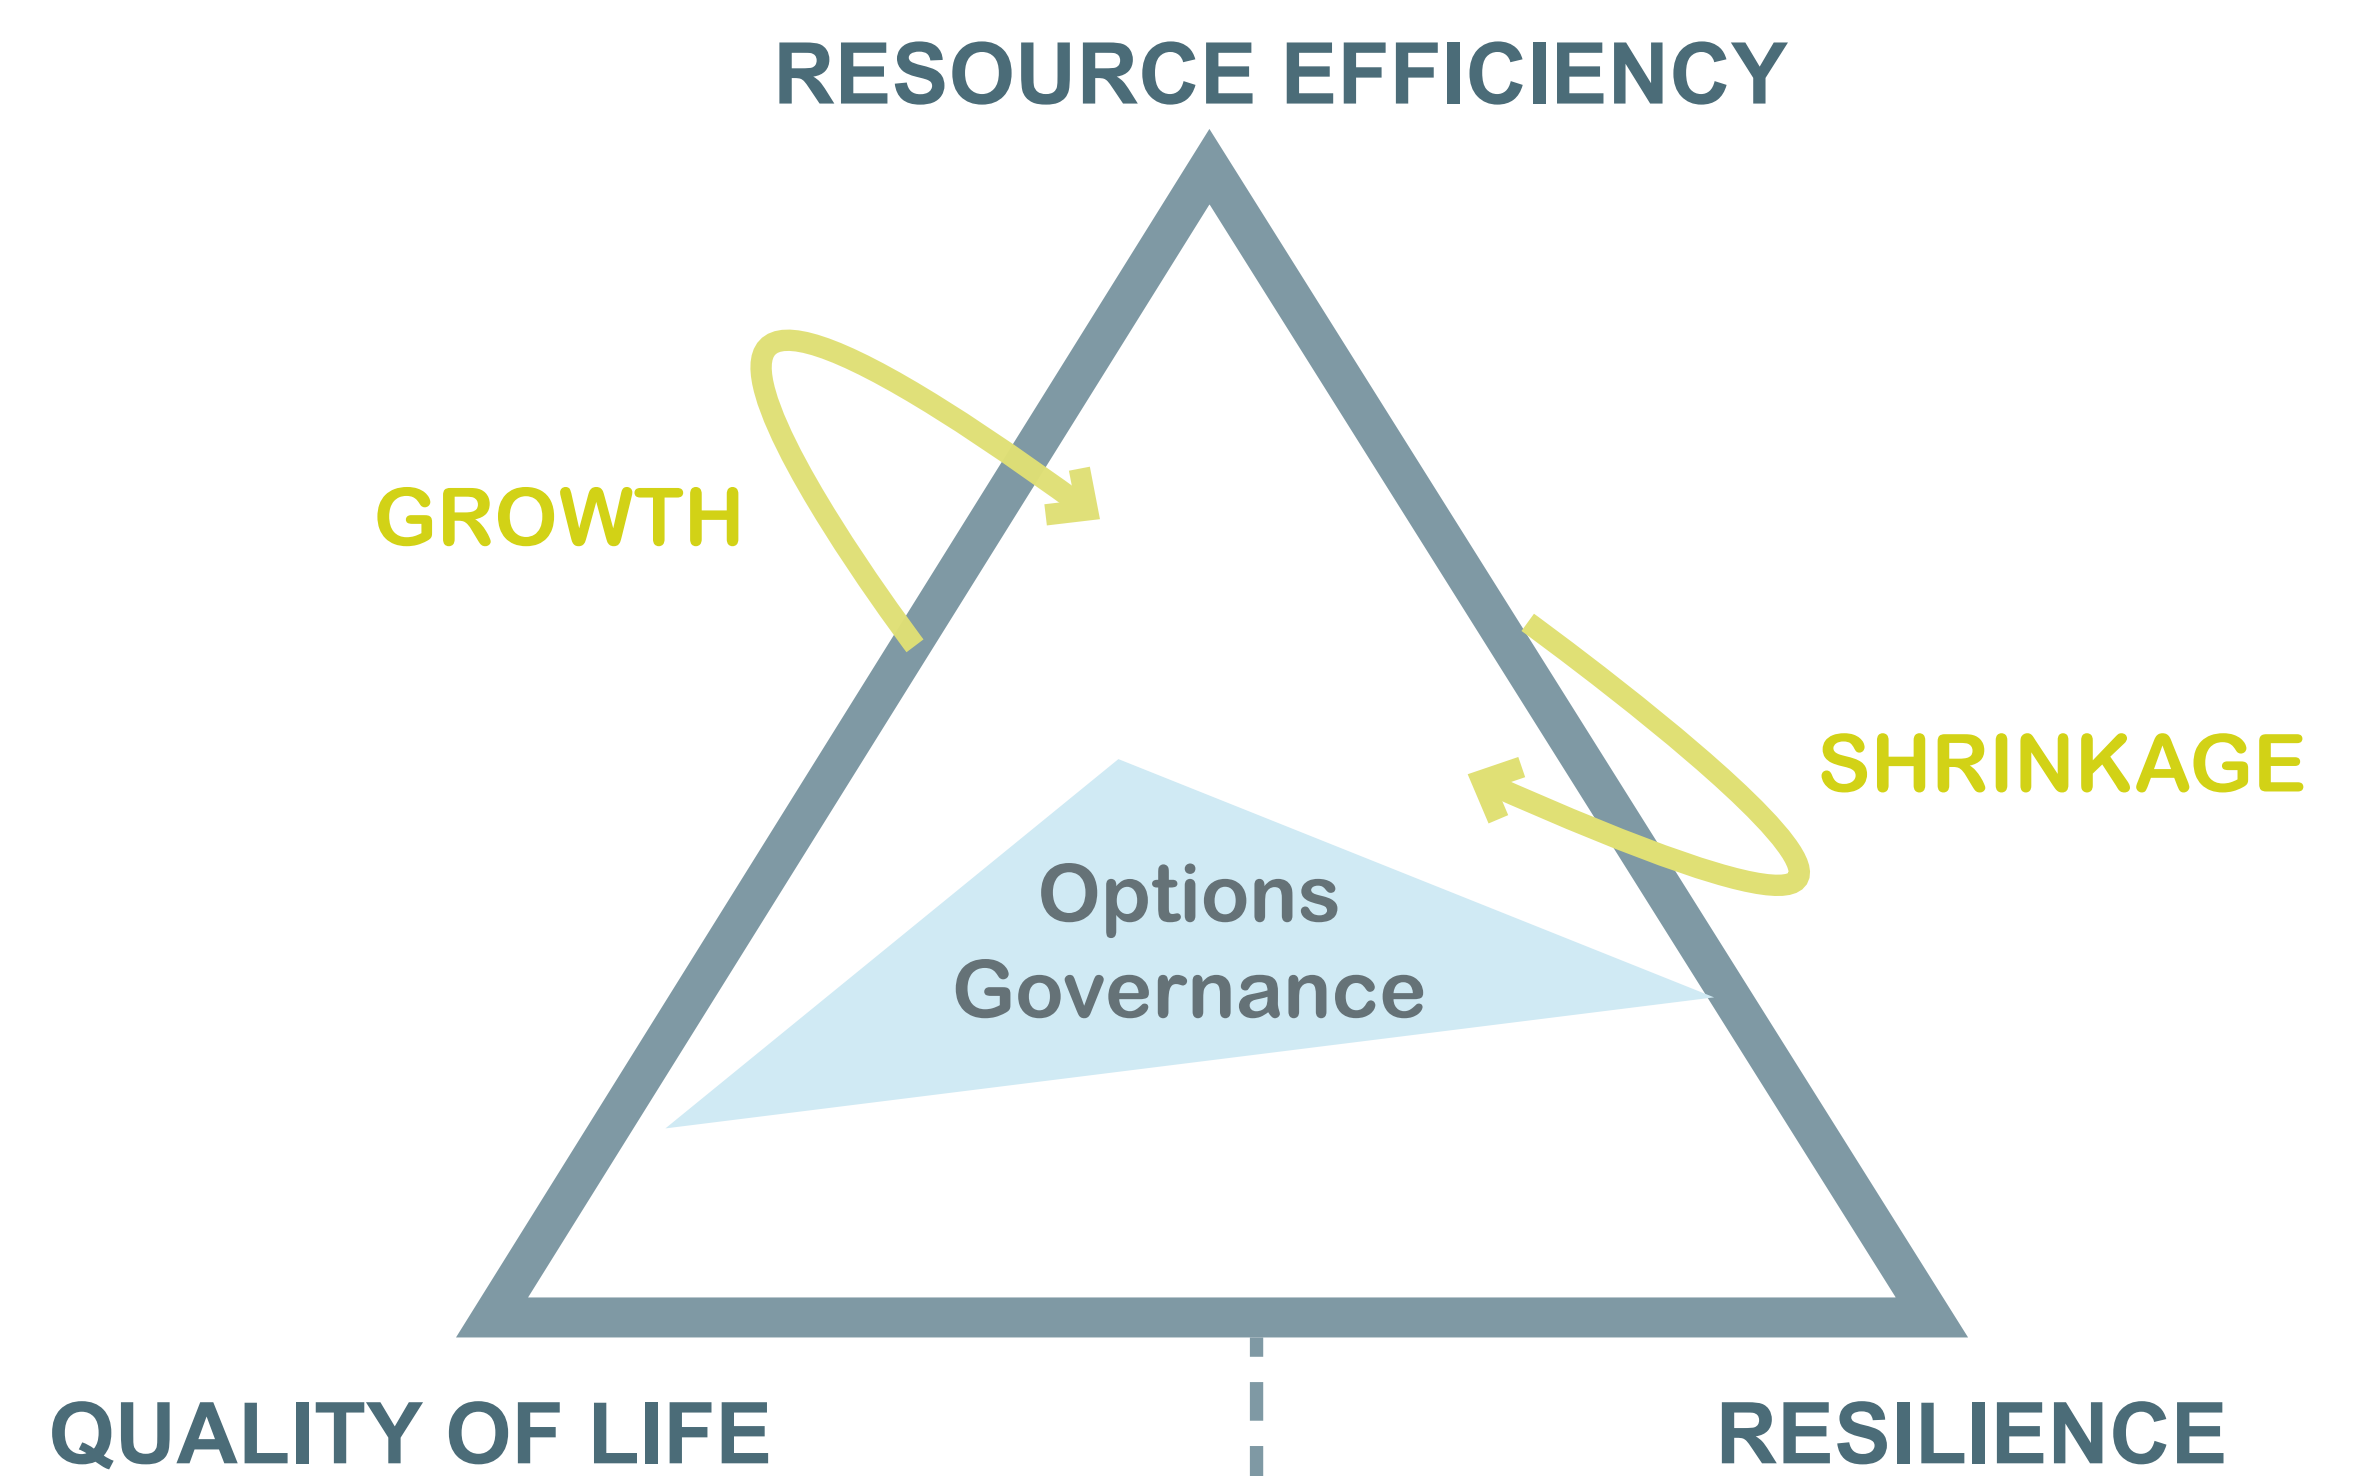 RESOURCE EFFICIENCY
GROWTH
SHRINKAGE
Options
Governance
QUALITY OF LIFE
RESILIENCE